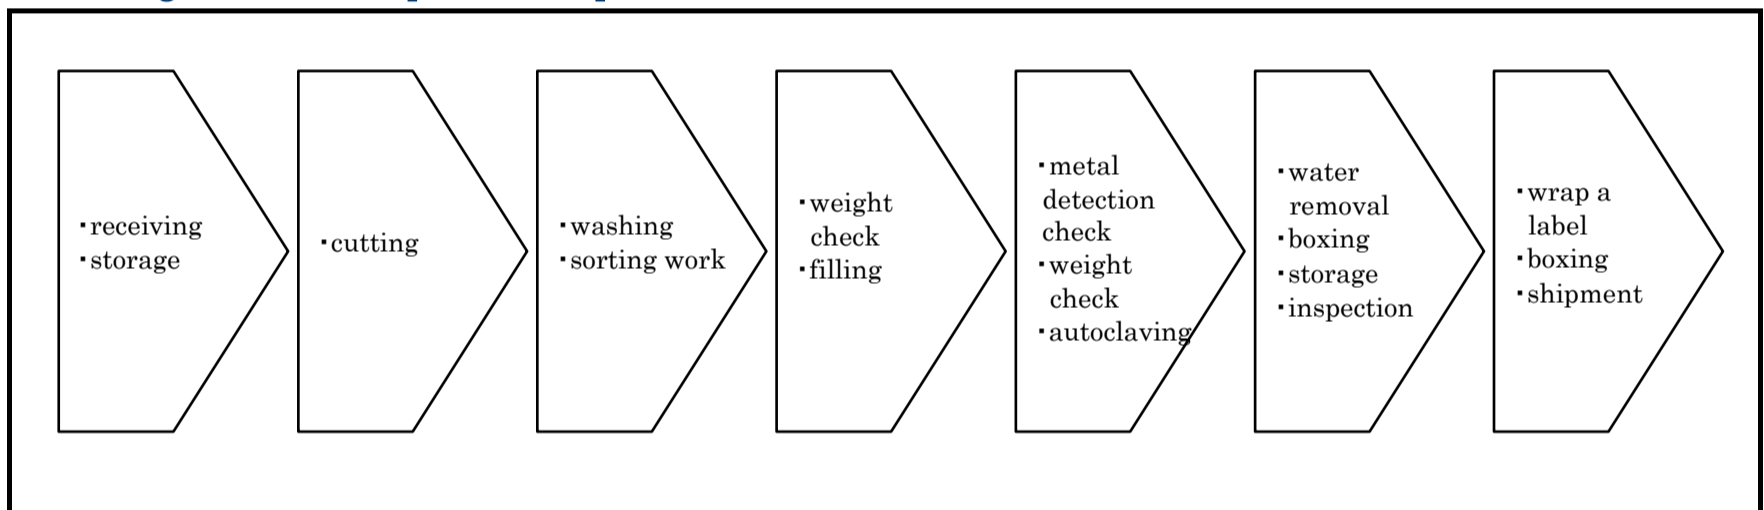 ・receiving
・storage
・cutting
・washing
・sorting work
・weight
check
・filling
・metal
detection
check
・weight
check
・autoclaving
・water
removal
・boxing
・storage
・inspection
・wrap a
label
・boxing
・shipment